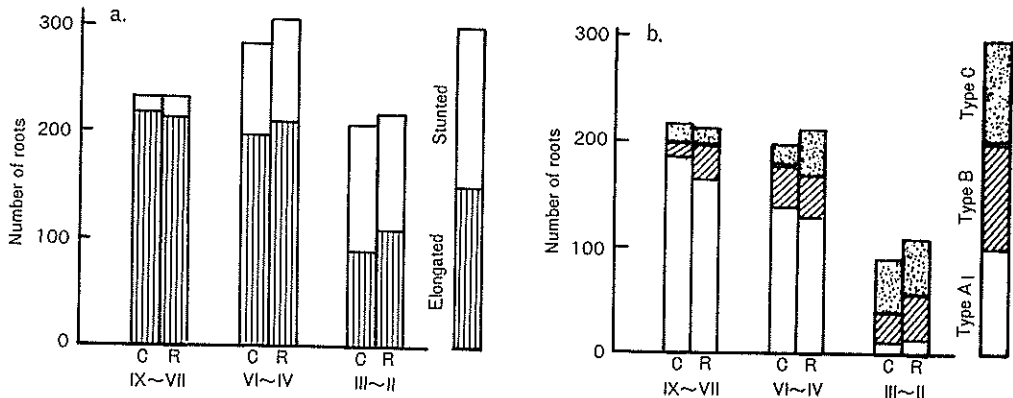 a.
300
200
100
0
Number of roots
C R C R C R
IX~VII VI~IV III~II
Stunted
Elongated
b.
300
200
100
0
Number of roots
C R C R C R
IX~VII VI~IV III~II
Type C
Type B
Type A I